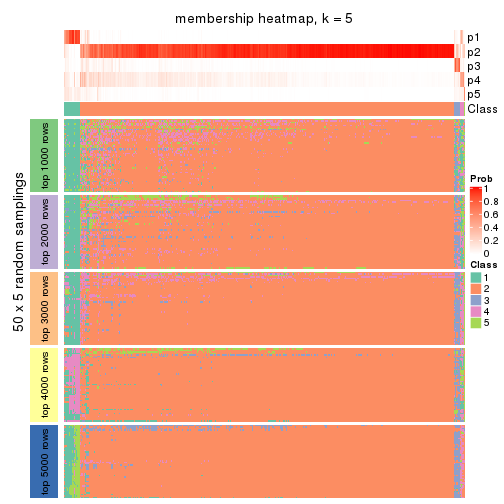 membership heatmap, k = 5
p1
p2
p3
p4
p5
Class
50 x 5 random samplings
top 1000 rows
top 2000 rows
top 3000 rows
top 4000 rows
top 5000 rows
Prob
1
0.8
0.6
0.4
0.2
0
Class
1
2
3
4
5